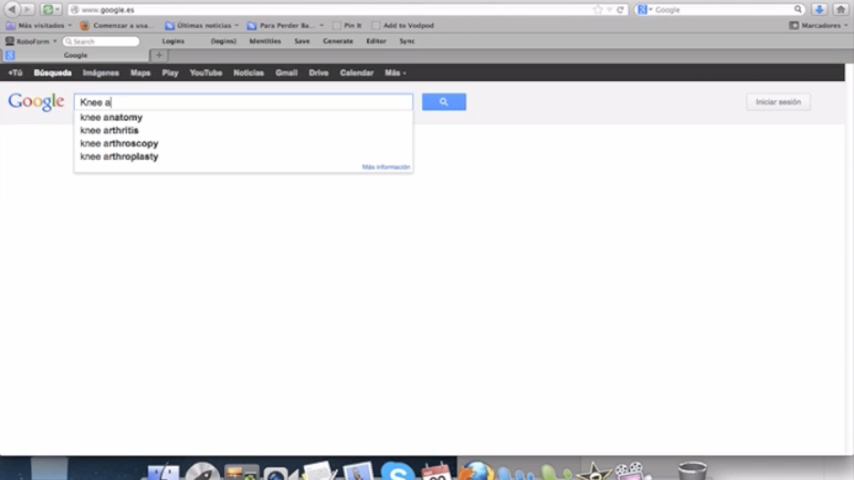 www.google.es
Google
Más visitados
Comenzar a usa...
Últimas noticias
Para Perder Ba...
Pin It
Add to Vodpod
Marcadores
RoboForm
Search
Logins
(logins)
Identities
Save
Generate
Editor
Sync
Google
+Tú
Búsqueda
Imágenes
Maps
Play
YouTube
Noticias
Gmail
Drive
Calendar
Más
Google
Knee a
Iniciar sesión
knee anatomy
knee arthritis
knee arthroscopy
knee arthroplasty
Más información